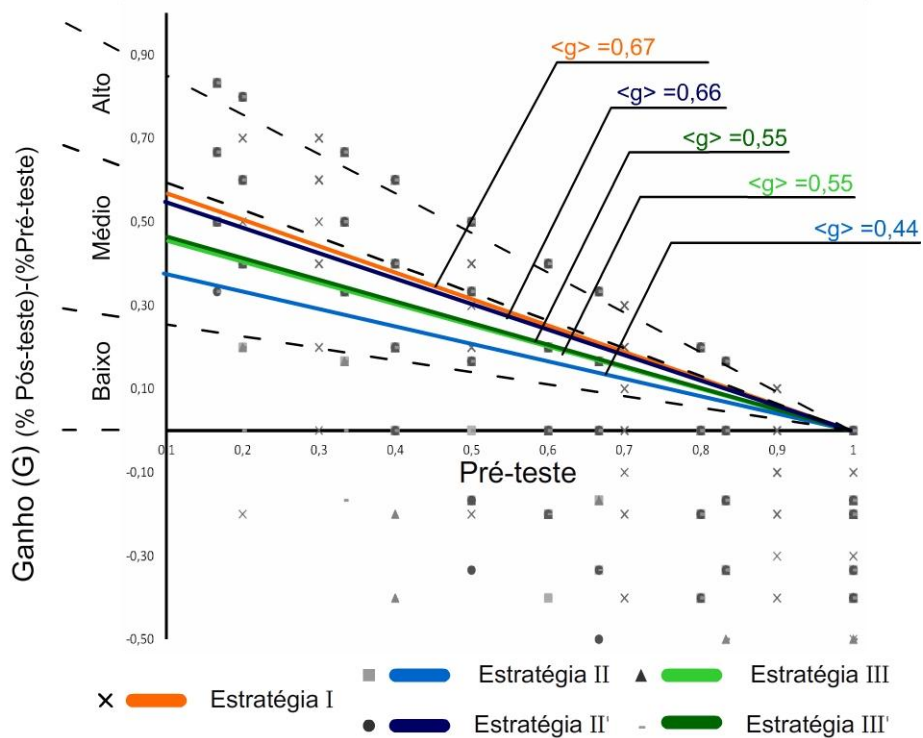 0,90
0,70
0,50
0,30
0,10
-0,10
-0,30
-0,50
Alto
Médio
Baixo
Ganho (G) (% Pós-teste)-(%Pré-teste)
<g> =0,67
<g> =0,66
<g> =0,55
<g> =0,55
<g> =0,44
0,1 0,2 0,3 0,4 0,5 0,6 0,7 0,8 0,9 1
Pré-teste
Estratégia I
Estratégia II
Estratégia III
Estratégia II'
Estratégia III'